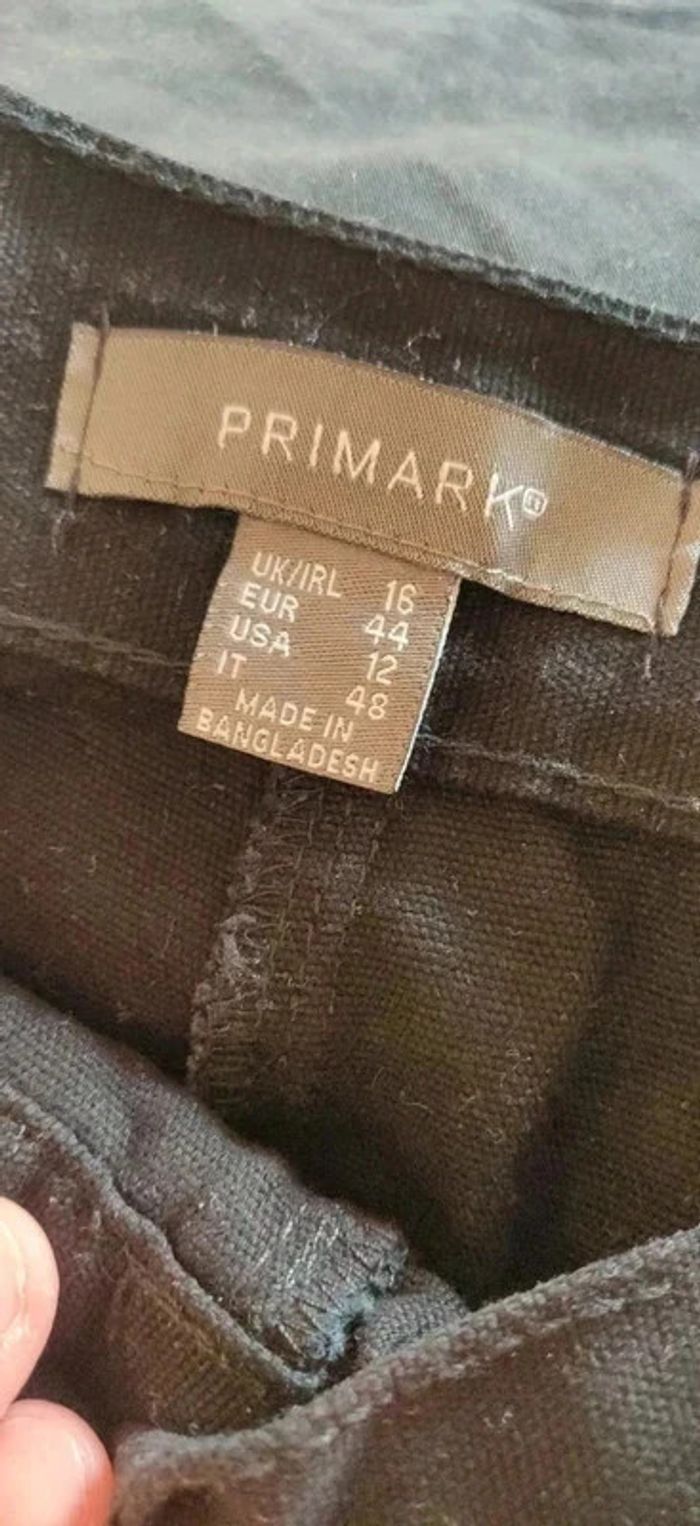 PRIMARK®
UK/IRL 16
EUR 44
USA 12
IT 48
MADE IN
BANGLADESH